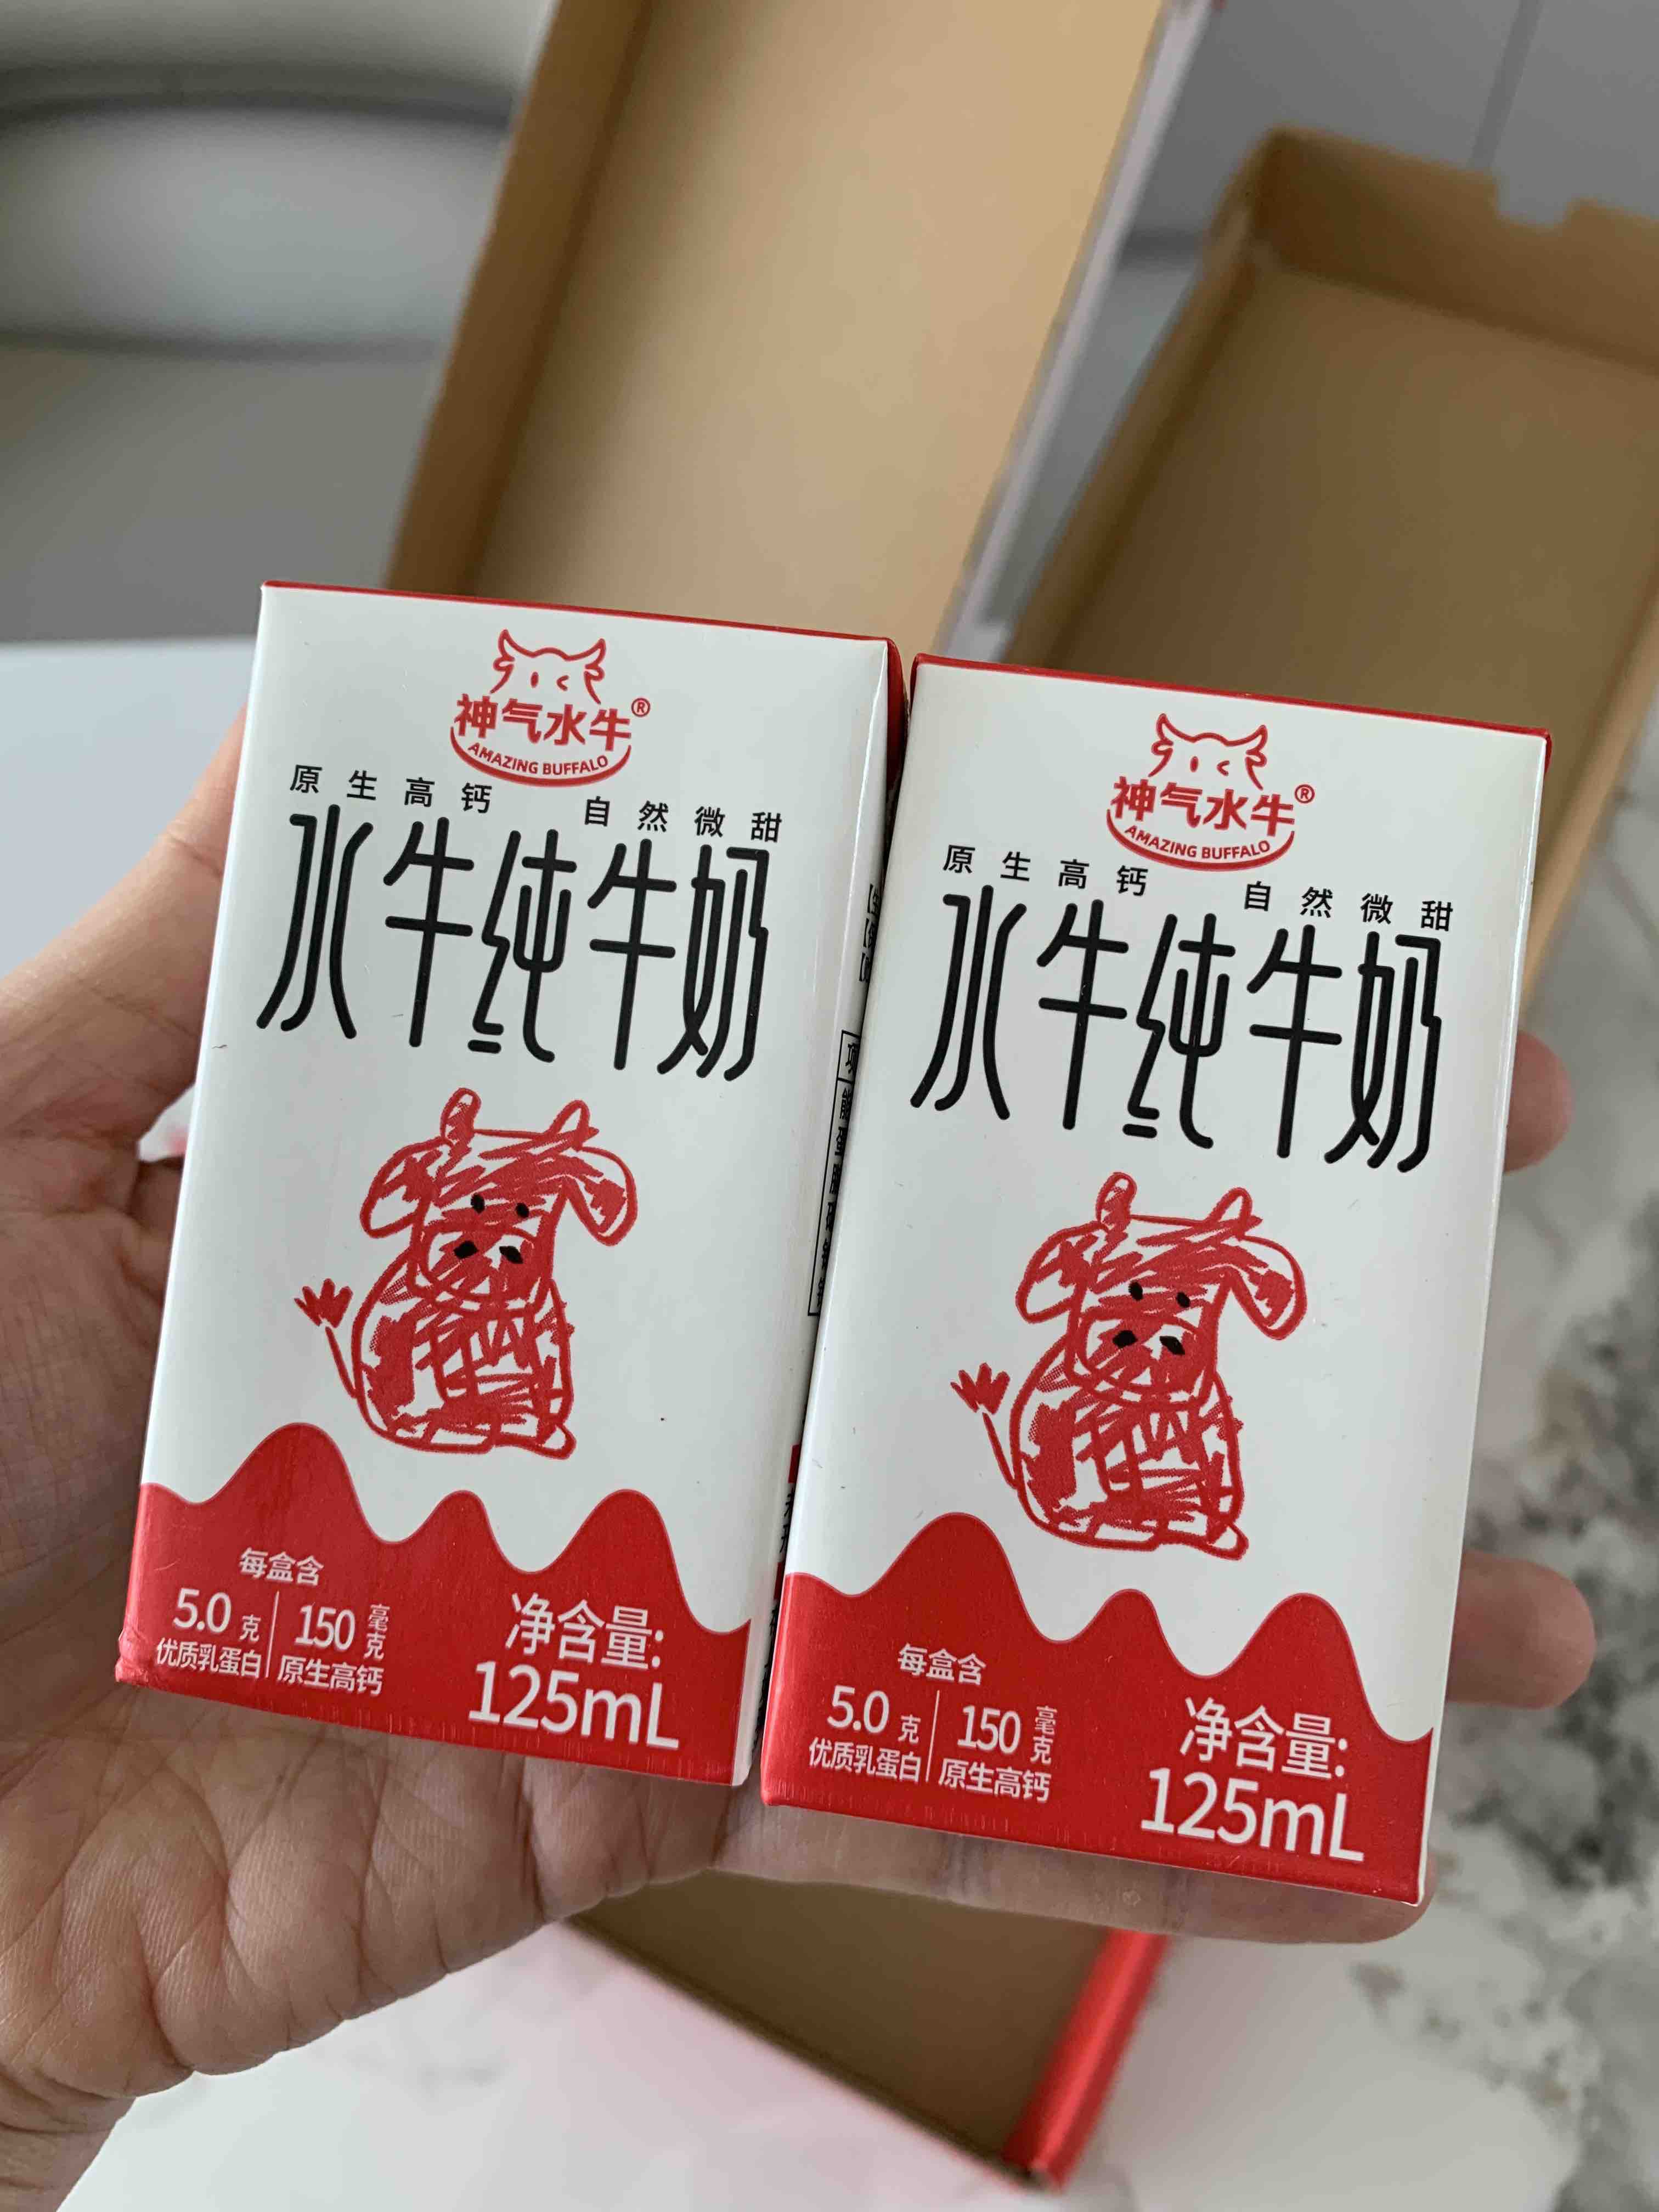 神气水牛®
AMAZING BUFFALO
原生高钙 自然微甜
水牛纯牛奶
每盒含
5.0克 150毫克
优质乳蛋白 原生高钙
净含量:
125mL
神气水牛®
AMAZING BUFFALO
原生高钙 自然微甜
水牛纯牛奶
每盒含
5.0克 150毫克
优质乳蛋白 原生高钙
净含量:
125mL